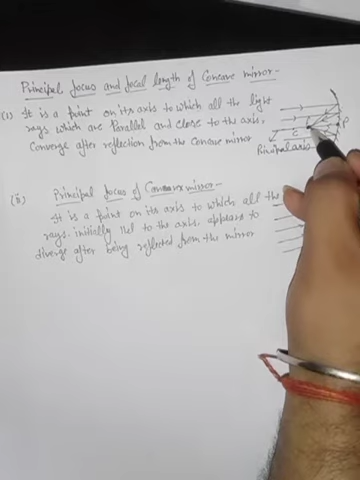 Principal focus and focal length of Concave mirror-
(i) It is a point on its axis to which all the light
rays which are Parallel and close to the axis,
Converge after reflection from the Concave mirror
C
P
Principal axis
(ii) Principal focus of Convex mirror-
It is a point on its axis to which all the
rays initially llel to the axis, appears to
diverge after being reflected from the mirror